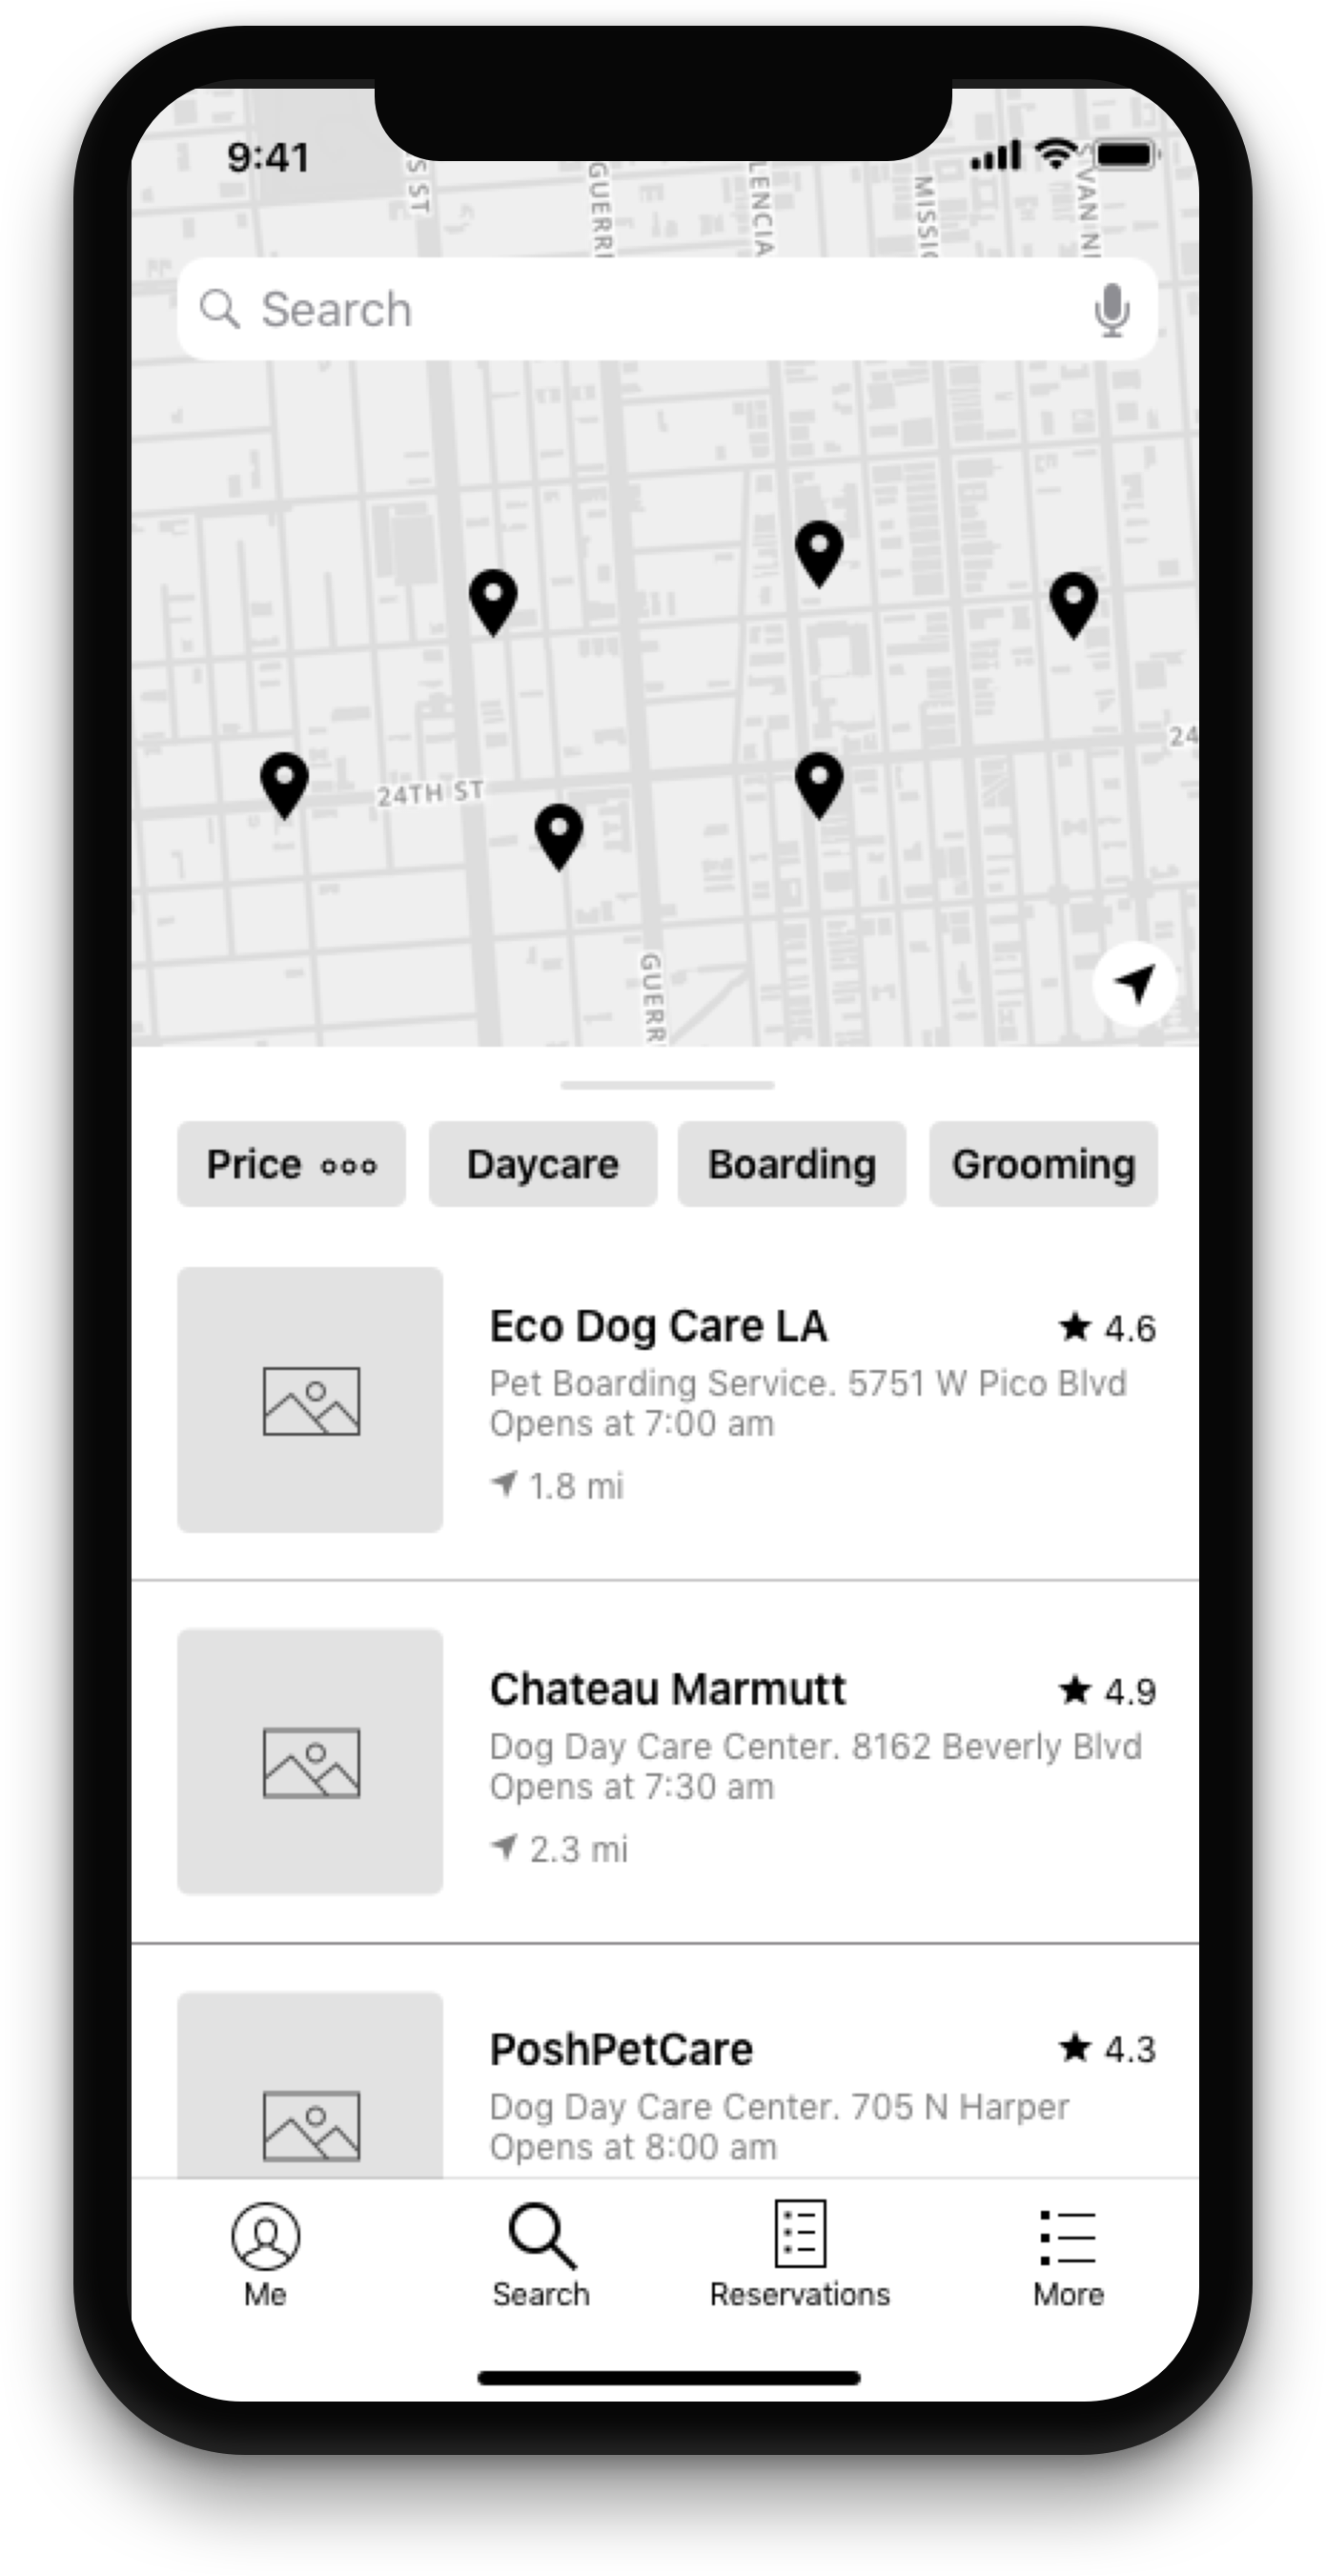 9:41
S ST
GUERR
LENCIA
MISSI
S VAN N
Search
24
24TH ST
GUERR
Price
Daycare
Boarding
Grooming
Eco Dog Care LA
4.6
Pet Boarding Service. 5751 W Pico Blvd
Opens at 7:00 am
1.8 mi
Chateau Marmutt
4.9
Dog Day Care Center. 8162 Beverly Blvd
Opens at 7:30 am
2.3 mi
PoshPetCare
4.3
Dog Day Care Center. 705 N Harper
Opens at 8:00 am
Me
Search
Reservations
More